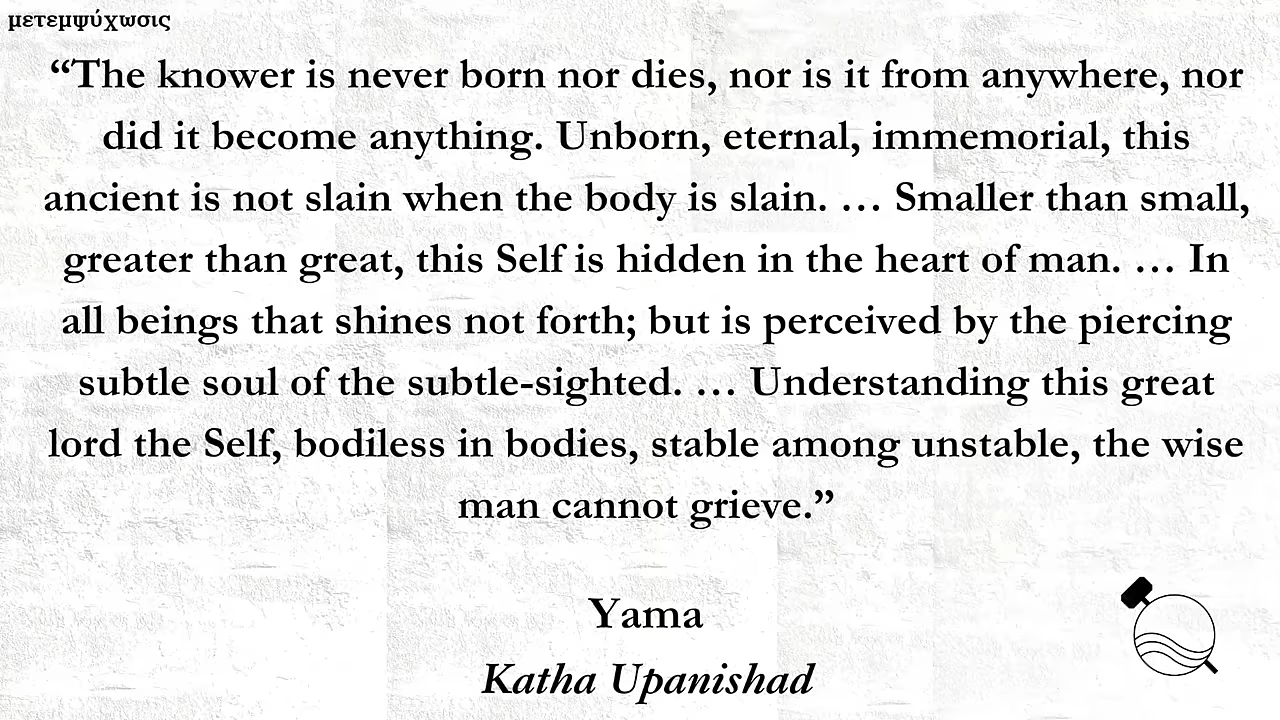 μετεμψύχωσις
“The knower is never born nor dies, nor is it from anywhere, nor
did it become anything. Unborn, eternal, immemorial, this
ancient is not slain when the body is slain. … Smaller than small,
greater than great, this Self is hidden in the heart of man. … In
all beings that shines not forth; but is perceived by the piercing
subtle soul of the subtle-sighted. … Understanding this great
lord the Self, bodiless in bodies, stable among unstable, the wise
man cannot grieve.”
Yama
Katha Upanishad